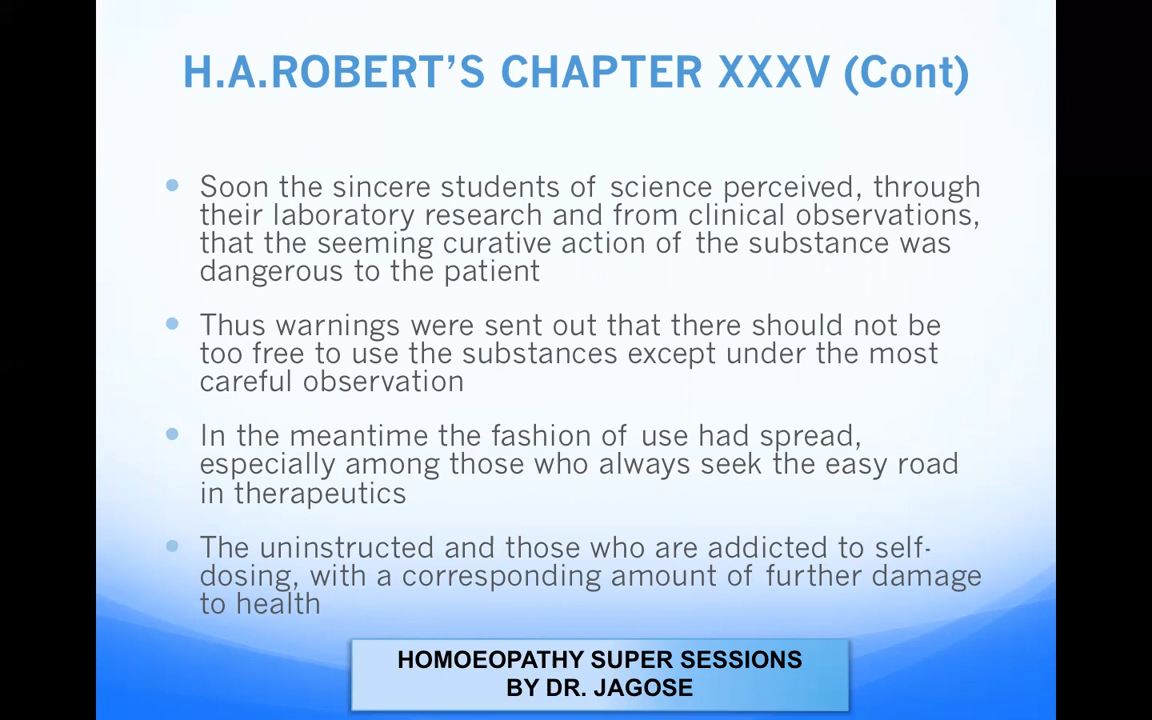 H.A.ROBERT'S CHAPTER XXXV (Cont)
Soon the sincere students of science perceived, through
their laboratory research and from clinical observations,
that the seeming curative action of the substance was
dangerous to the patient
Thus warnings were sent out that there should not be
too free to use the substances except under the most
careful observation
In the meantime the fashion of use had spread,
especially among those who always seek the easy road
in therapeutics
The uninstructed and those who are addicted to self-
dosing, with a corresponding amount of further damage
to health
HOMOEOPATHY SUPER SESSIONS
BY DR. JAGOSE